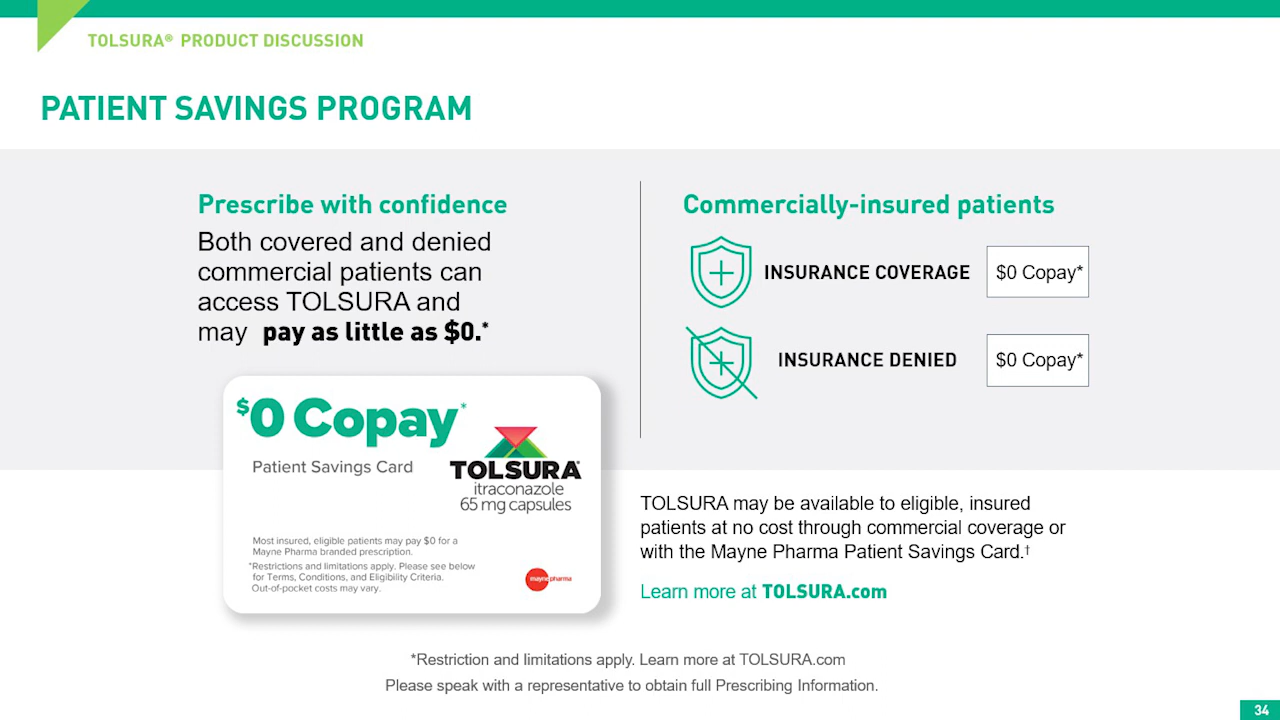 TOLSURA® PRODUCT DISCUSSION
PATIENT SAVINGS PROGRAM
Prescribe with confidence
Both covered and denied
commercial patients can
access TOLSURA and
may pay as little as $0.*
$0 Copay*
Patient Savings Card
TOLSURA®
itraconazole
65 mg capsules
Most insured, eligible patients may pay $0 for a
Mayne Pharma branded prescription.
*Restrictions and limitations apply. Please see below
for Terms, Conditions, and Eligibility Criteria.
Out-of-pocket costs may vary.
maynepharma
Commercially-insured patients
INSURANCE COVERAGE $0 Copay*
INSURANCE DENIED $0 Copay*
TOLSURA may be available to eligible, insured
patients at no cost through commercial coverage or
with the Mayne Pharma Patient Savings Card.†
Learn more at TOLSURA.com
*Restriction and limitations apply. Learn more at TOLSURA.com
Please speak with a representative to obtain full Prescribing Information.
34